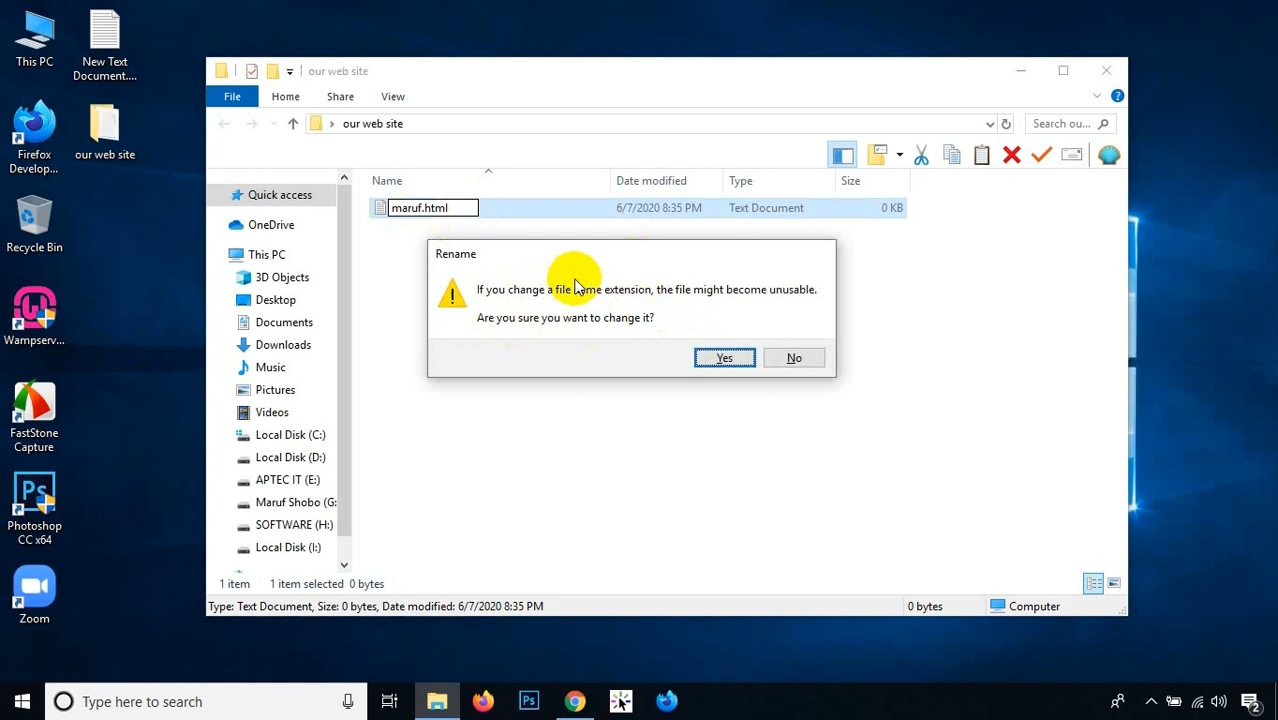 This PC
New Text
Document....
Firefox
Develop...
our web site
Recycle Bin
Wampserv...
FastStone
Capture
Ps
Photoshop
CC x64
Zoom
our web site
File
Home
Share
View
our web site
Search ou...
Name
Date modified
Type
Size
Quick access
maruf.html
6/7/2020 8:35 PM
Text Document
0 KB
OneDrive
This PC
3D Objects
Desktop
Documents
Downloads
Music
Pictures
Videos
Local Disk (C:)
Local Disk (D:)
APTEC IT (E:)
Maruf Shobo (G:
SOFTWARE (H:)
Local Disk (I:)
Rename
If you change a file name extension, the file might become unusable.
Are you sure you want to change it?
Yes
No
1 item
1 item selected
0 bytes
Type: Text Document, Size: 0 bytes, Date modified: 6/7/2020 8:35 PM
0 bytes
Computer
Type here to search
Ps
2